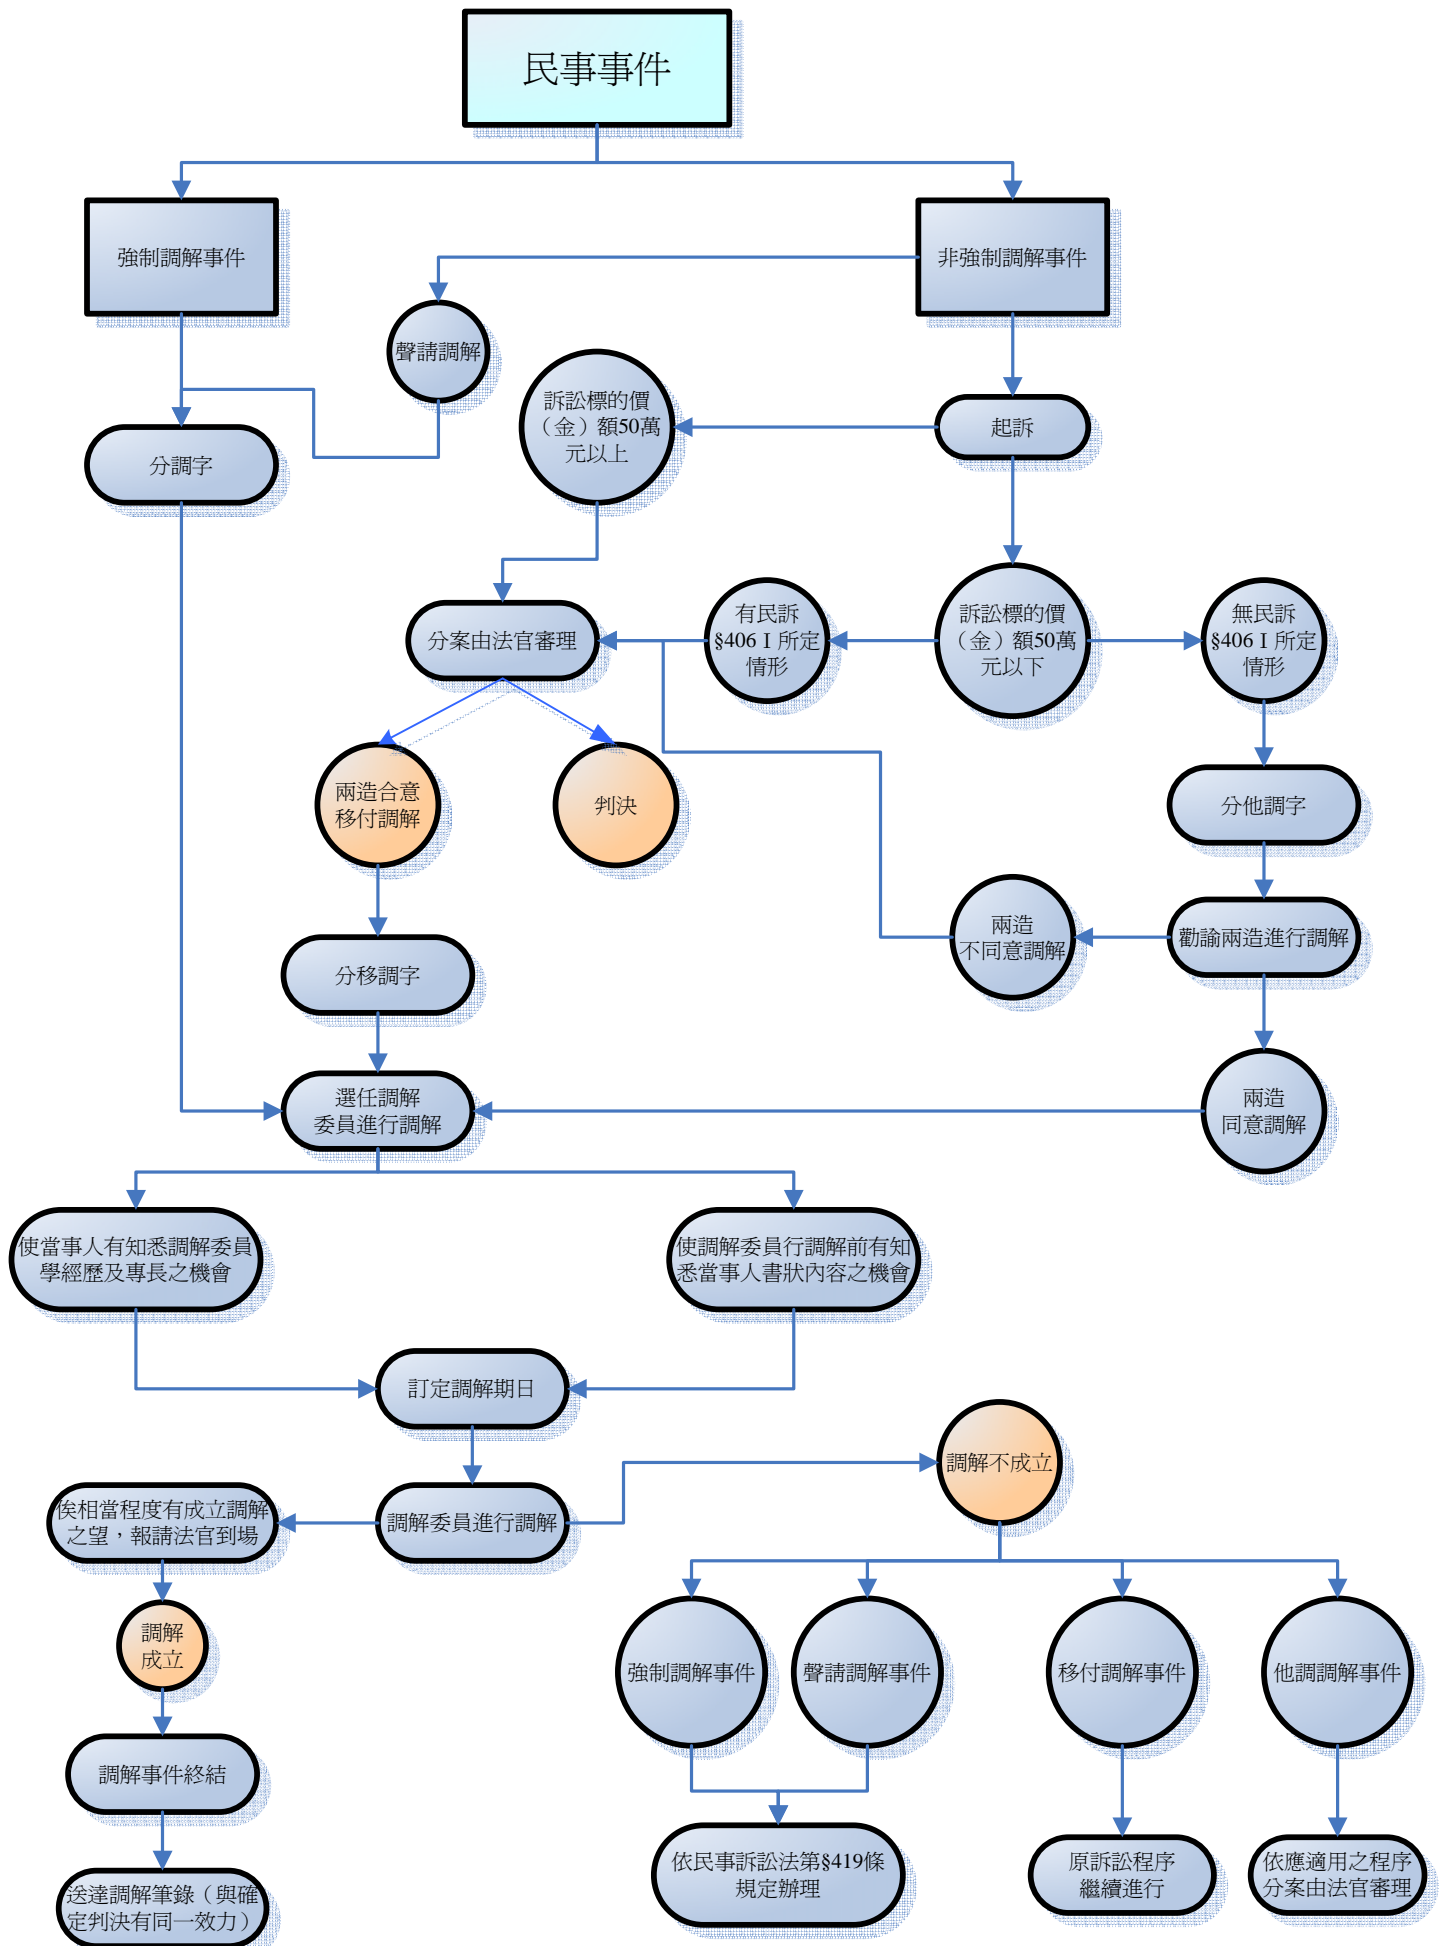 民事事件
強制調解事件
非強制調解事件
聲請調解
訴訟標的價
（金）額50萬
元以上
起訴
分調字
分案由法官審理
有民訴
§406 I 所定
情形
訴訟標的價
（金）額50萬
元以下
無民訴
§406 I 所定
情形
兩造合意
移付調解
判決
分他調字
兩造
不同意調解
勸諭兩造進行調解
分移調字
選任調解
委員進行調解
兩造
同意調解
使當事人有知悉調解委員
學經歷及專長之機會
使調解委員行調解前有知
悉當事人書狀內容之機會
訂定調解期日
調解不成立
俟相當程度有成立調解
之望，報請法官到場
調解委員進行調解
調解
成立
強制調解事件
聲請調解事件
移付調解事件
他調調解事件
調解事件終結
依民事訴訟法第§419條
規定辦理
原訴訟程序
繼續進行
依應適用之程序
分案由法官審理
送達調解筆錄（與確
定判決有同一效力）